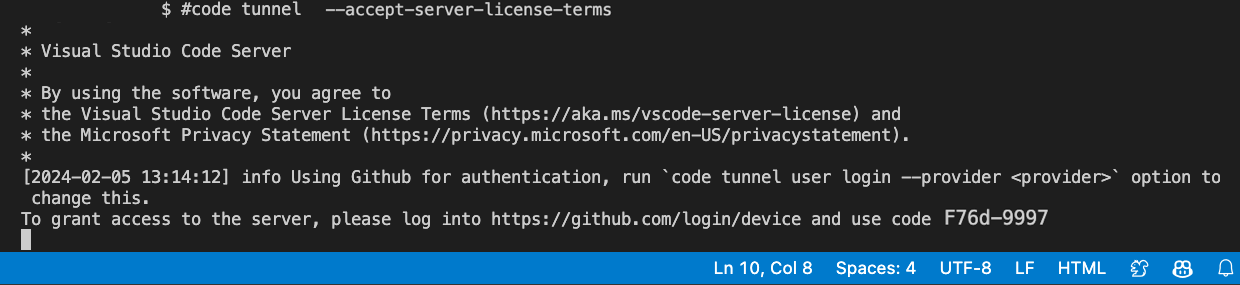 $ #code tunnel --accept-server-license-terms
*
* Visual Studio Code Server
*
* By using the software, you agree to
* the Visual Studio Code Server License Terms (https://aka.ms/vscode-server-license) and
* the Microsoft Privacy Statement (https://privacy.microsoft.com/en-US/privacystatement).
*
[2024-02-05 13:14:12] info Using Github for authentication, run `code tunnel user login --provider <provider>` option to
change this.
To grant access to the server, please log into https://github.com/login/device and use code F76d-9997
Ln 10, Col 8 Spaces: 4 UTF-8 LF HTML